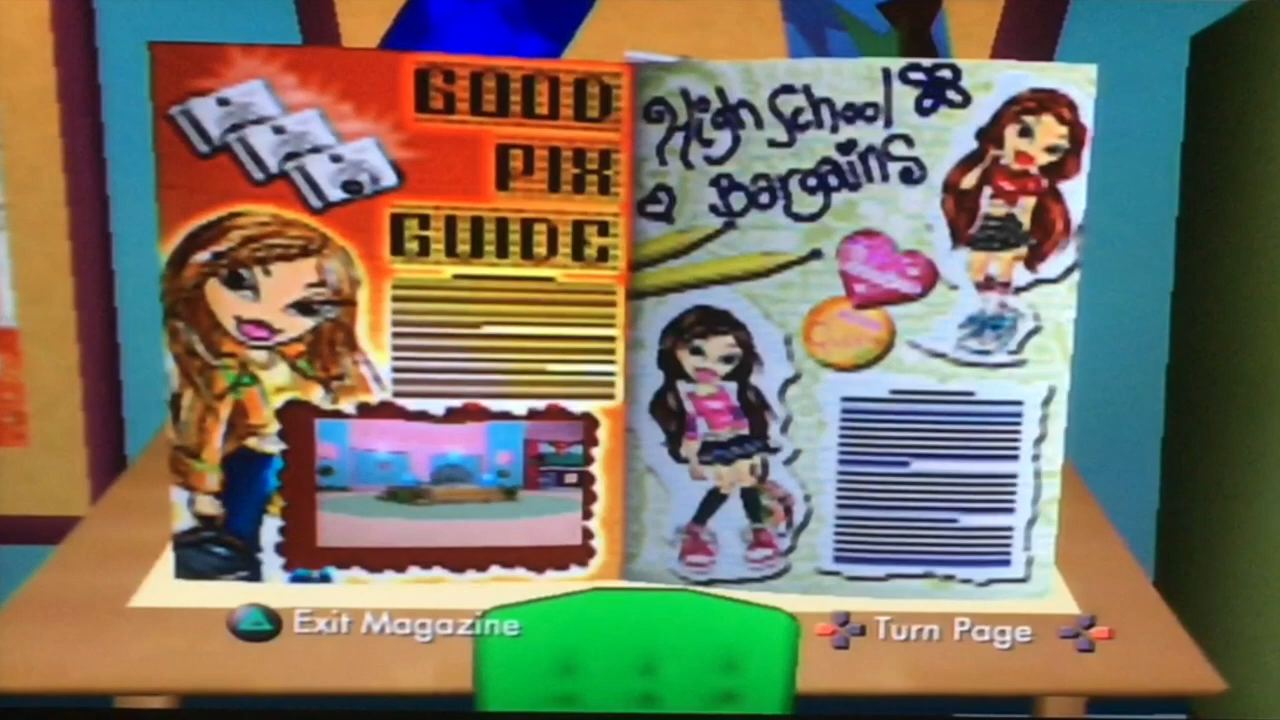 GOOD
PIX
GUIDE
High School
Bargains
Exit Magazine
Turn Page